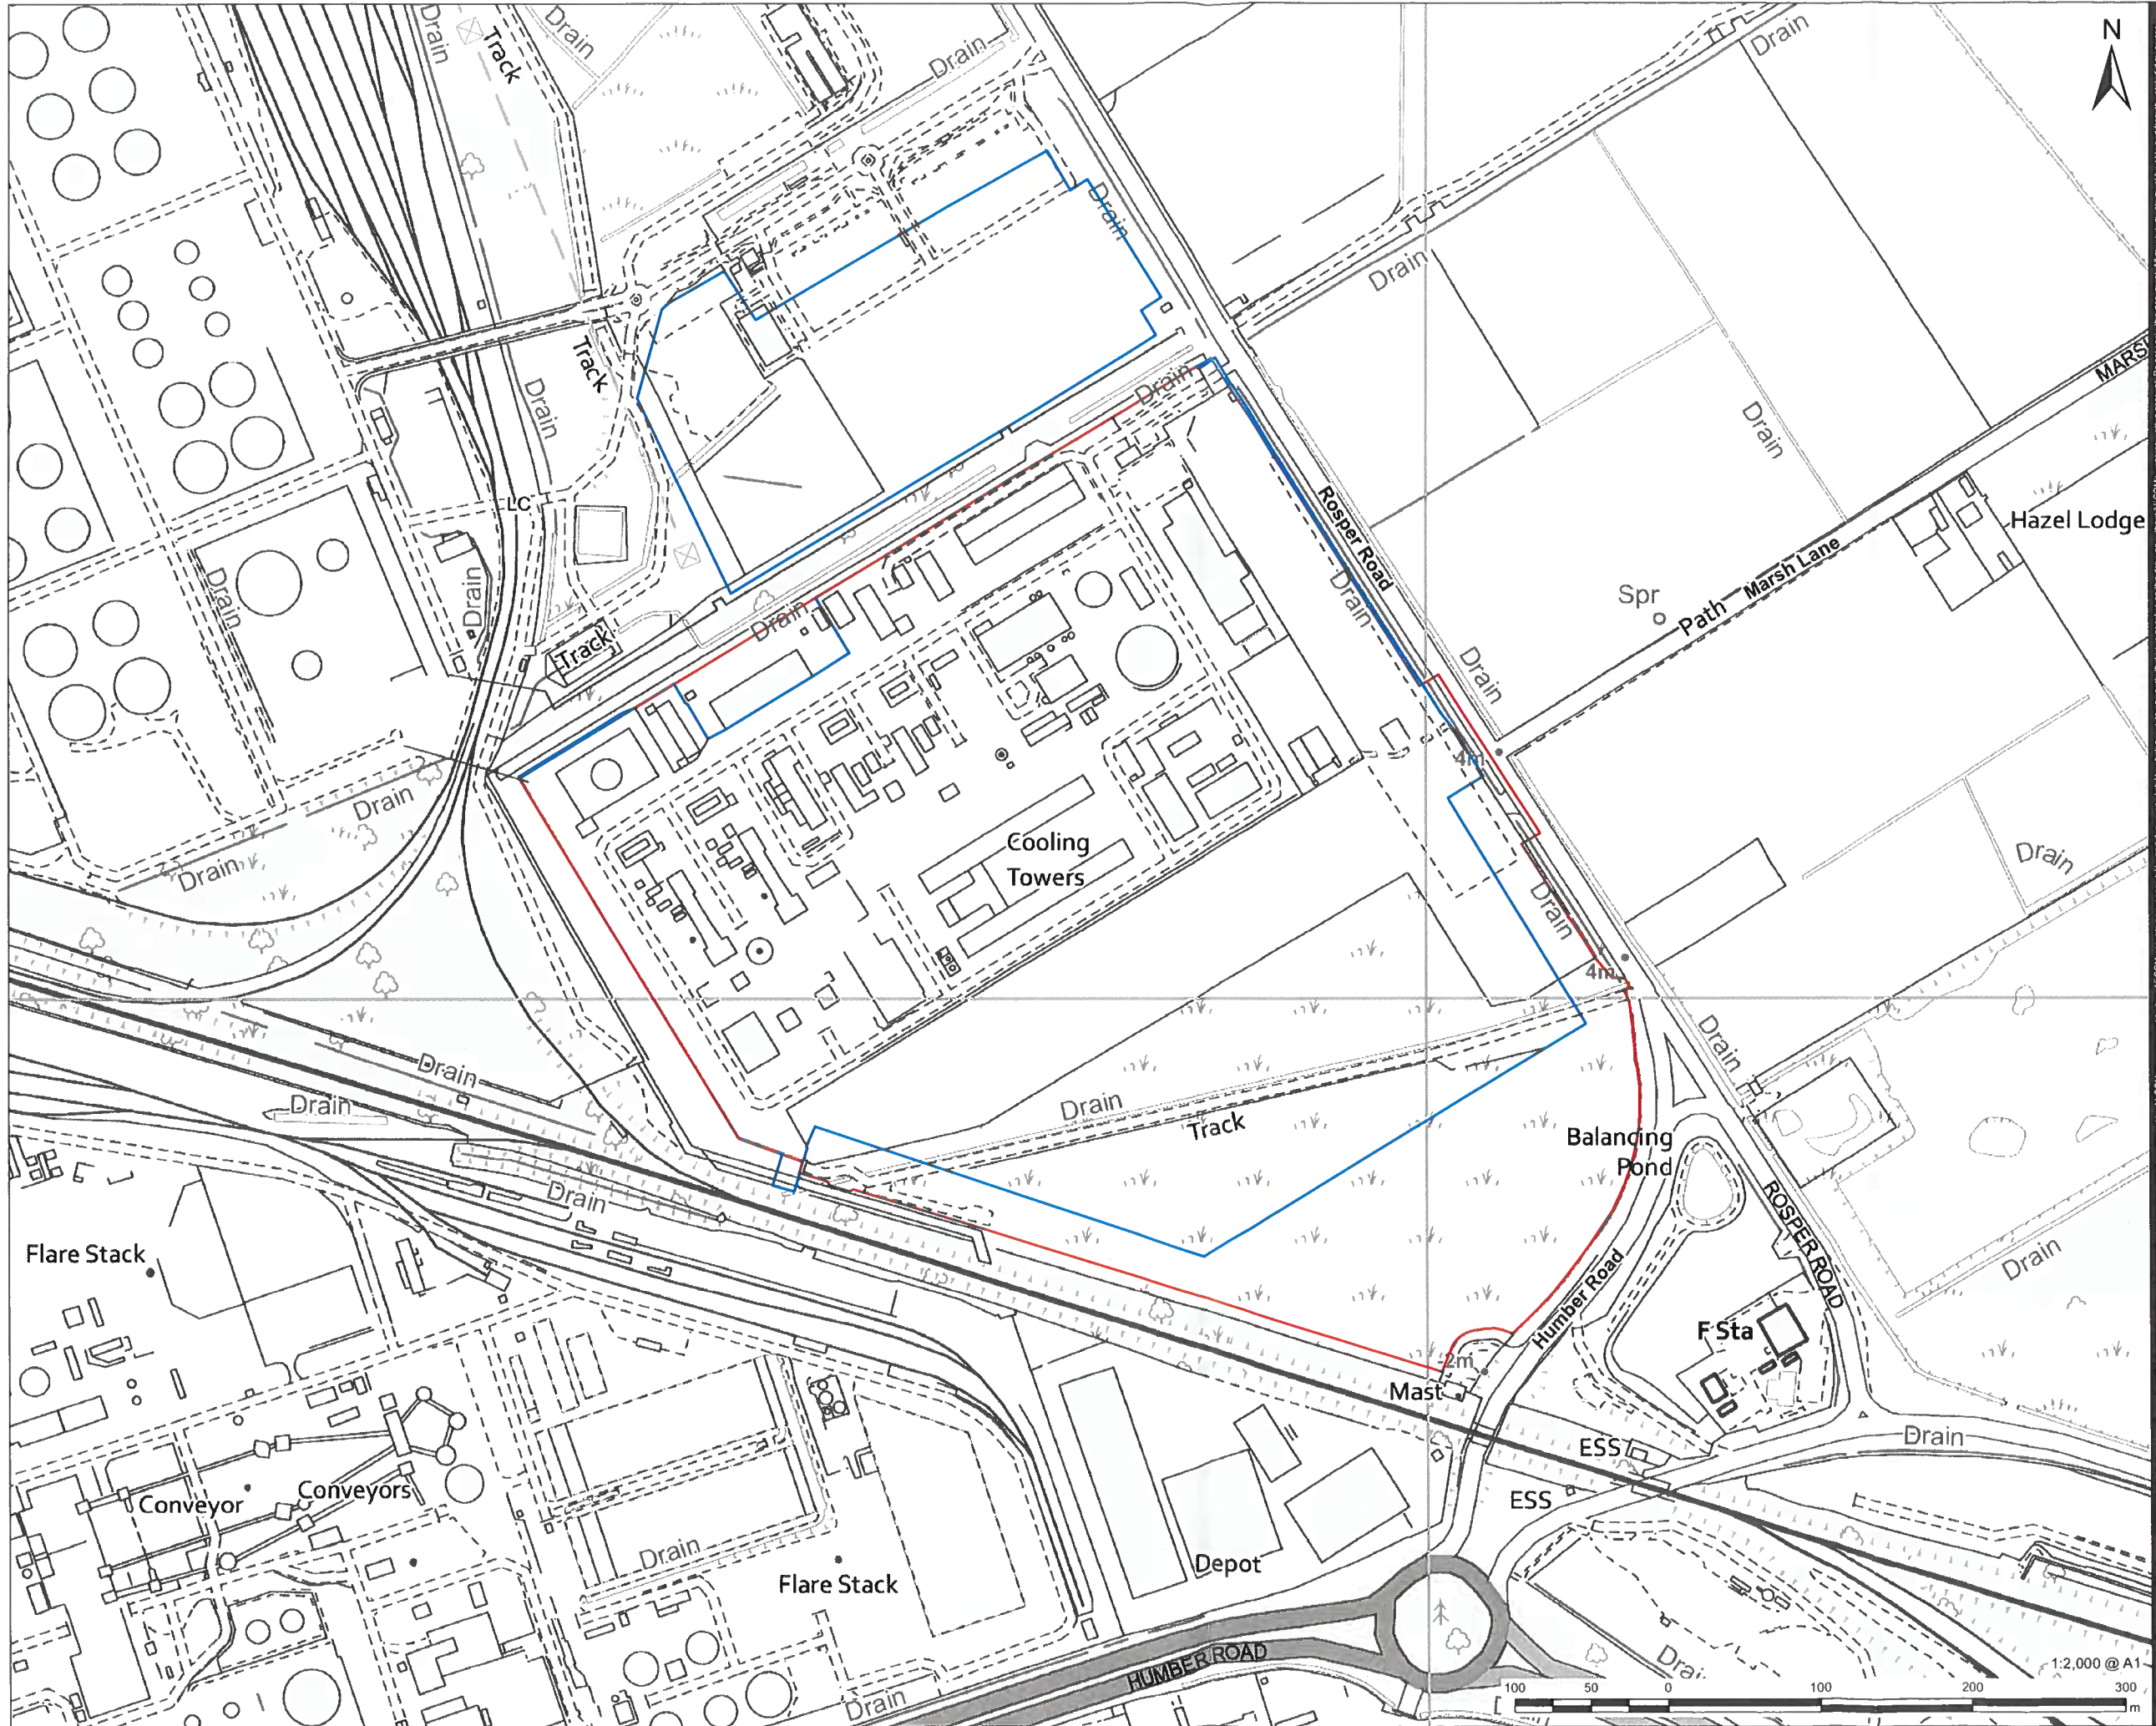 Drain
Track
Drain
Drain
Drain
N
Drain
Drain
Track
Drain
Drain
Drain
LC
Rosper Road
Hazel Lodge
Drain
Drain
Drain
Spr
Path
Marsh Lane
Drain
Track
Drain
4m
Drain
Drain
Cooling
Towers
Drain
Drain
4m
Drain
Drain
Drain
Drain
Track
Balancing
Pond
Drain
ROSPER ROAD
Flare Stack
Drain
Humber Road
F Sta
2m
Mast
Drain
ESS
Conveyor
Conveyors
ESS
Drain
Flare Stack
Depot
HUMBER ROAD
Drain
1:2,000 @ A1
100 50 0 100 200 300
m